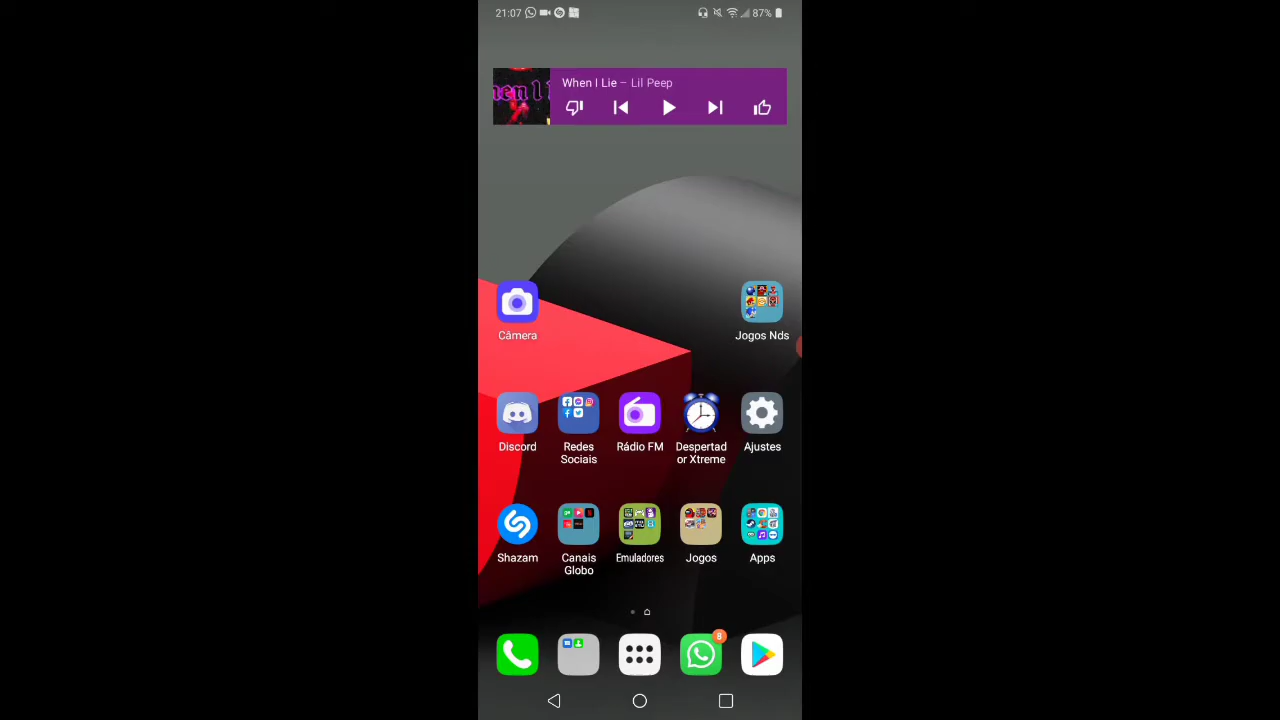 21:07
87%
When I Lie – Lil Peep
Câmera
Jogos Nds
Discord
Redes
Sociais
Rádio FM
Despertad
or Xtreme
Ajustes
Shazam
Canais
Globo
Emuladores
Jogos
Apps
8